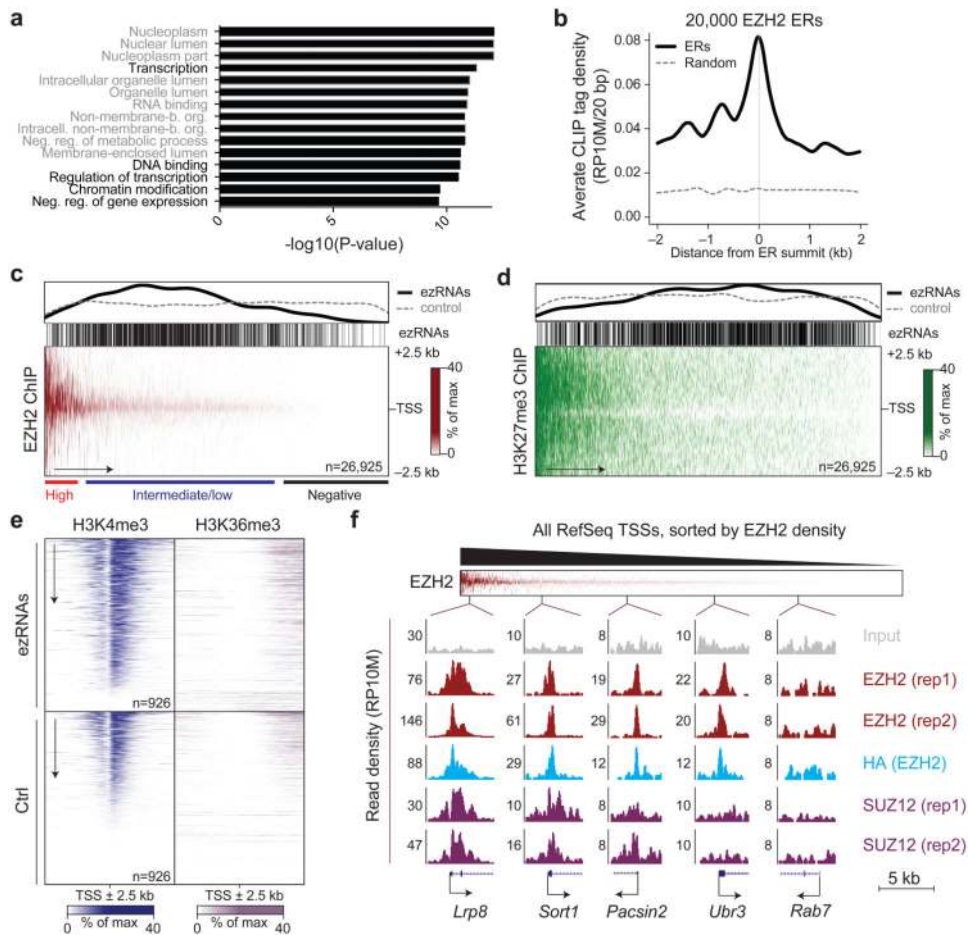 a
Nucleoplasm
Nuclear lumen
Nucleoplasm part
Transcription
Intracellular organelle lumen
Organelle lumen
RNA binding
Non-membrane-b. org.
Intracell. non-membrane-b. org.
Neg. reg. of metabolic process
Membrane-enclosed lumen
DNA binding
Regulation of transcription
Chromatin modification
Neg. reg. of gene expression
0 5 10
-log10(P-value)
b
20,000 EZH2 ERs
Averate CLIP tag density
(RP10M/20 bp)
0.08
0.06
0.04
0.02
0.00
ERs
Random
−2 −1 0 1 2
Distance from ER summit (kb)
c
ezRNAs
control
ezRNAs
EZH2 ChIP
+2.5 kb
–TSS
−2.5 kb
40
0
% of max
n=26,925
High Intermediate/low Negative
d
ezRNAs
control
ezRNAs
H3K27me3 ChIP
+2.5 kb
–TSS
−2.5 kb
40
0
% of max
n=26,925
e
H3K4me3 H3K36me3
ezRNAs
n=926
Ctrl
n=926
TSS ± 2.5 kb TSS ± 2.5 kb
0 % of max 40 0 % of max 40
f
All RefSeq TSSs, sorted by EZH2 density
EZH2
Read density (RP10M)
30 10 8 10 8 Input
76 27 19 22 8 EZH2 (rep1)
146 61 29 20 8 EZH2 (rep2)
88 29 12 12 8 HA (EZH2)
30 10 8 8 8 SUZ12 (rep1)
47 16 8 10 8 SUZ12 (rep2)
Lrp8 Sort1 Pacsin2 Ubr3 Rab7
5 kb